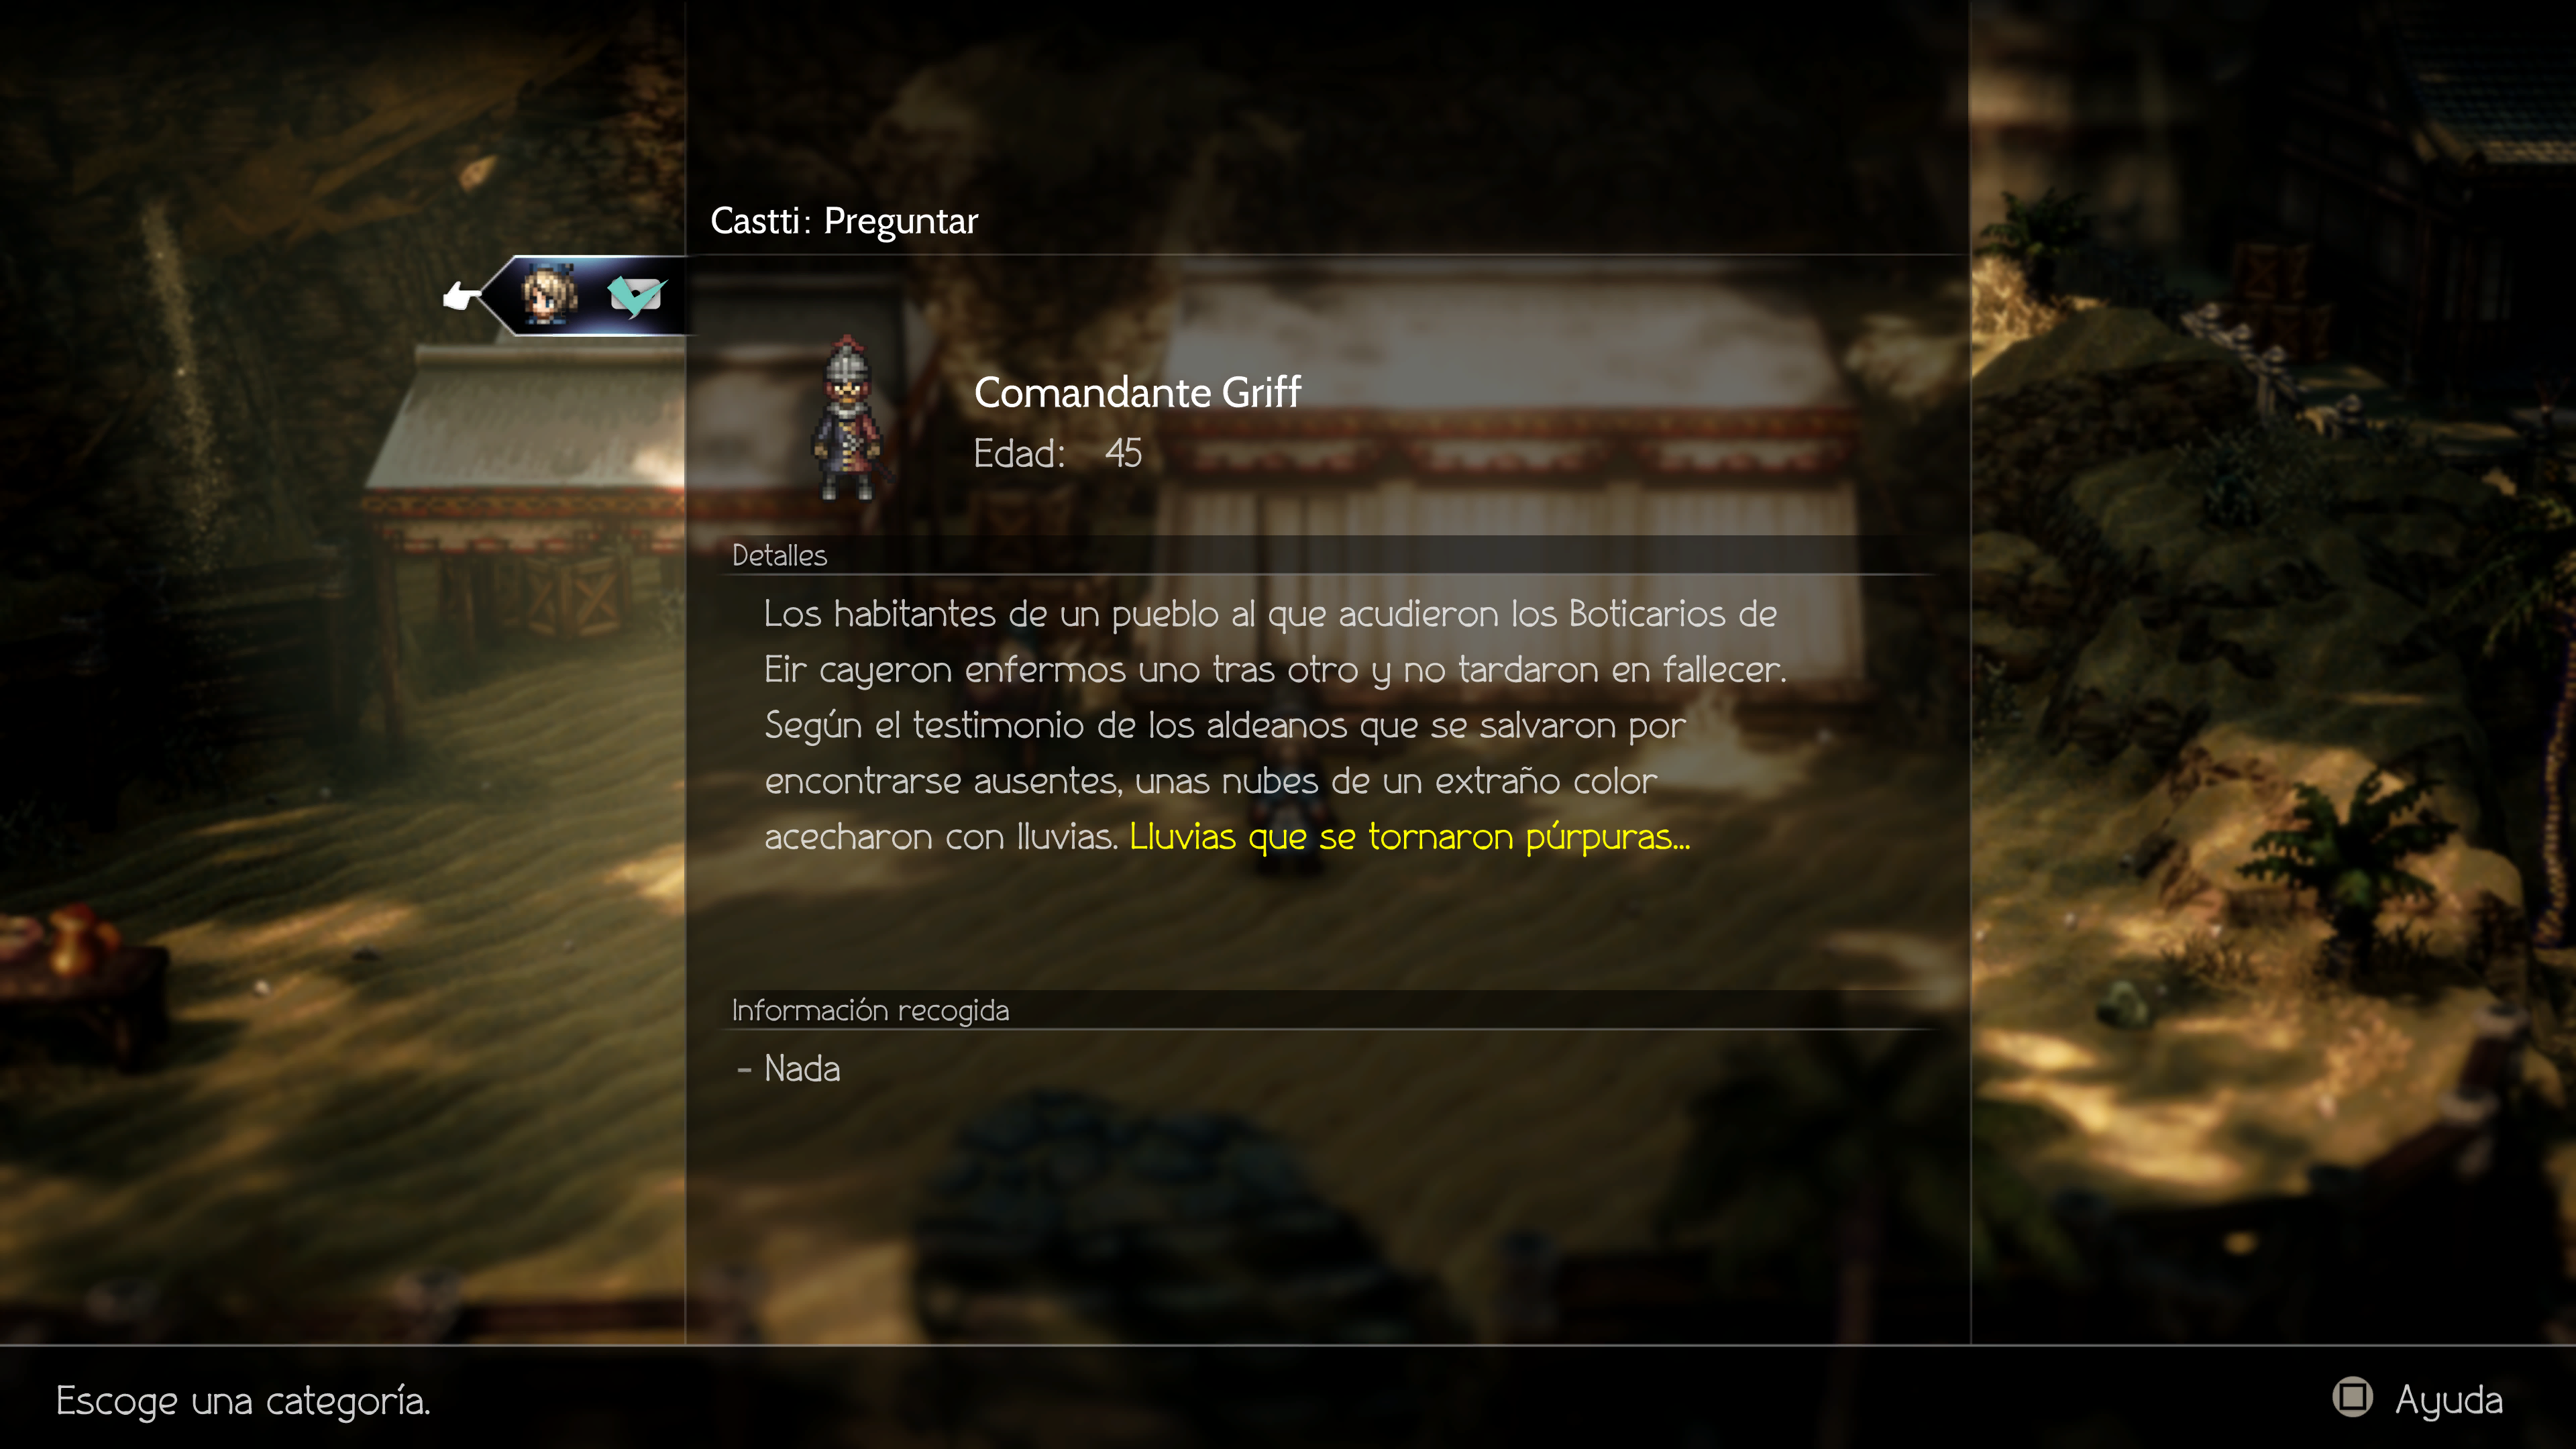 Castti: Preguntar
Comandante Griff
Edad: 45
Detalles
Los habitantes de un pueblo al que acudieron los Boticarios de
Eir cayeron enfermos uno tras otro y no tardaron en fallecer.
Según el testimonio de los aldeanos que se salvaron por
encontrarse ausentes, unas nubes de un extraño color
acecharon con lluvias. Lluvias que se tornaron púrpuras...
Información recogida
- Nada
Escoge una categoría.
Ayuda